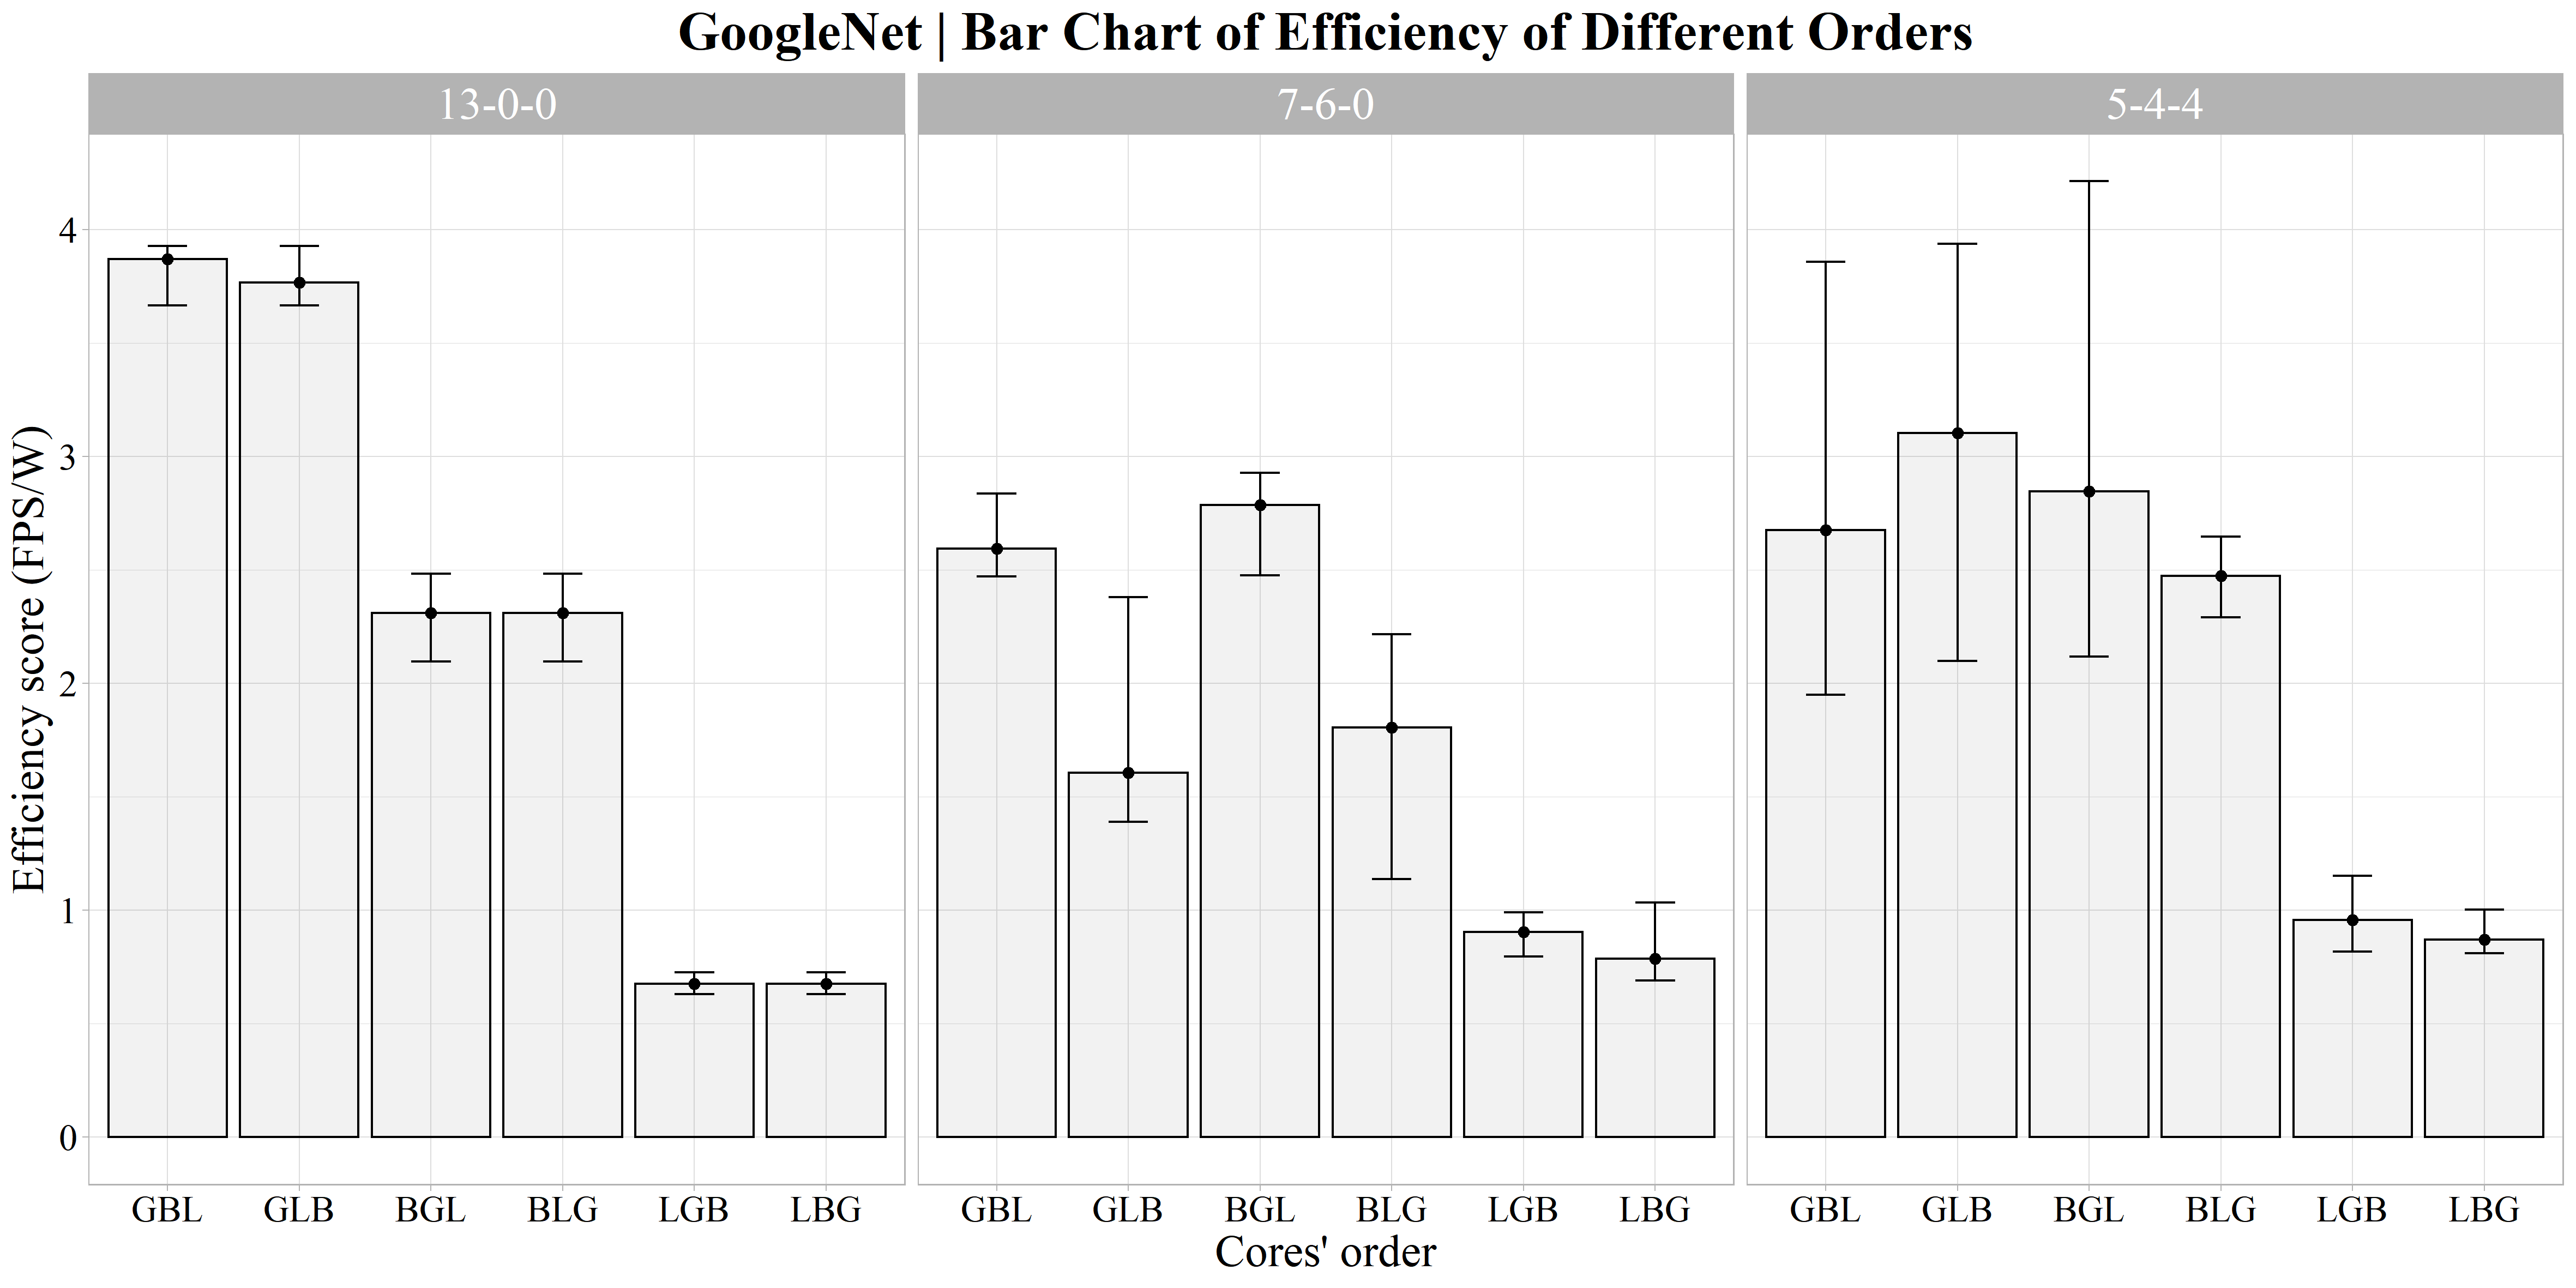 GoogleNet | Bar Chart of Efficiency of Different Orders
13-0-0
7-6-0
5-4-4
Efficiency score (FPS/W)
4
3
2
1
0
GBL GLB BGL BLG LGB LBG
GBL GLB BGL BLG LGB LBG
GBL GLB BGL BLG LGB LBG
Cores' order